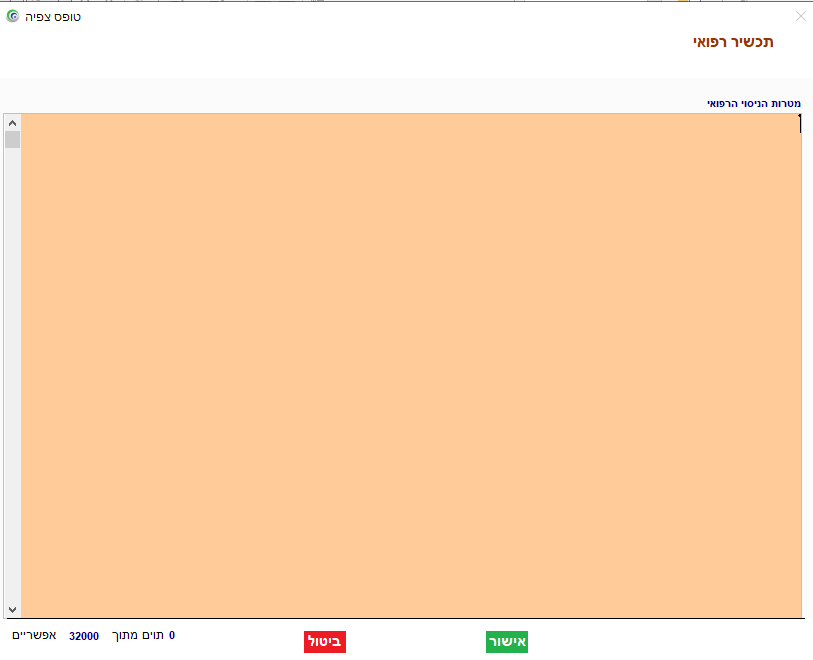 טופס צפיה
תכשיר רפואי
מטרות הניסוי הרפואי
אישור
ביטול
0 תוים מתוך 32000 אפשריים